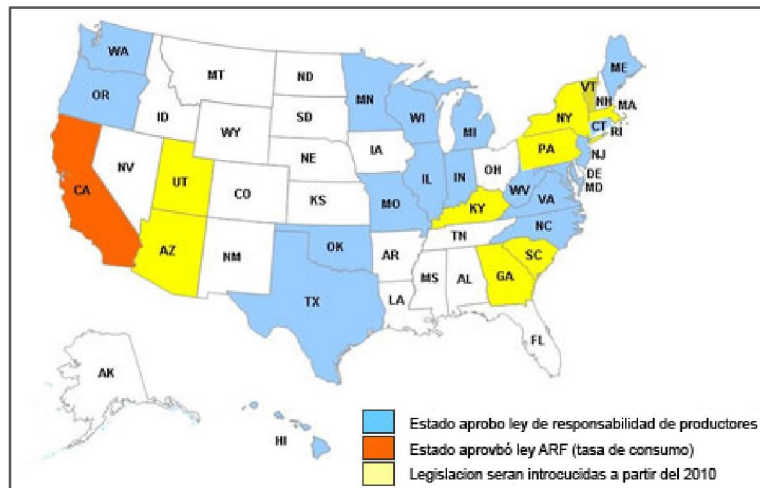 WA
MT
ND
MN
ME
OR
ID
SD
WI
MI
VT
NH
MA
NY
WY
CT
RI
NV
UT
NE
IA
PA
NJ
CA
CO
IL
IN
OH
DE
MD
KS
MO
WV
VA
KY
AZ
NM
OK
AR
TN
NC
SC
TX
LA
MS
AL
GA
FL
AK
HI
Estado aprobo ley de responsabilidad de productores
Estado aprovbó ley ARF (tasa de consumo)
Legislacion seran introcucidas a partir del 2010